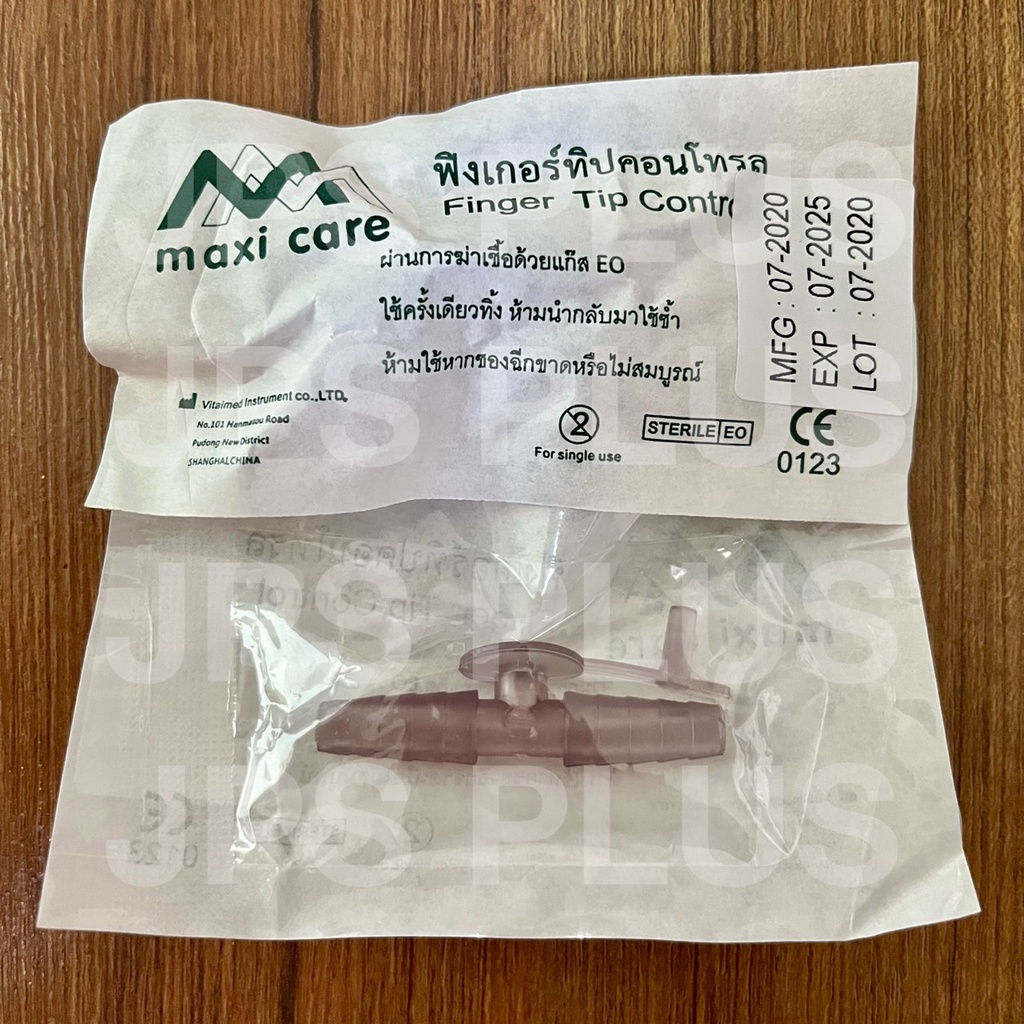 maxi care
ฟิงเกอร์ทิปคอนโทรล
Finger Tip Contro
ผ่านการฆ่าเชื้อด้วยแก๊ส EO
ใช้ครั้งเดียวทิ้ง ห้ามนำกลับมาใช้ซ้ำ
ห้ามใช้หากซองฉีกขาดหรือไม่สมบูรณ์
MFG : 07-2020
EXP : 07-2025
LOT : 07-2020
Vitaimed Instrument co.,LTD.
No.101 Nanmatou Road
Pudong New District
SHANGHAI,CHINA
2
For single use
STERILE EO
CE
0123
JPS PLUS
JPS PLUS
JPS PLUS
JPS PLUS
JPS PLUS